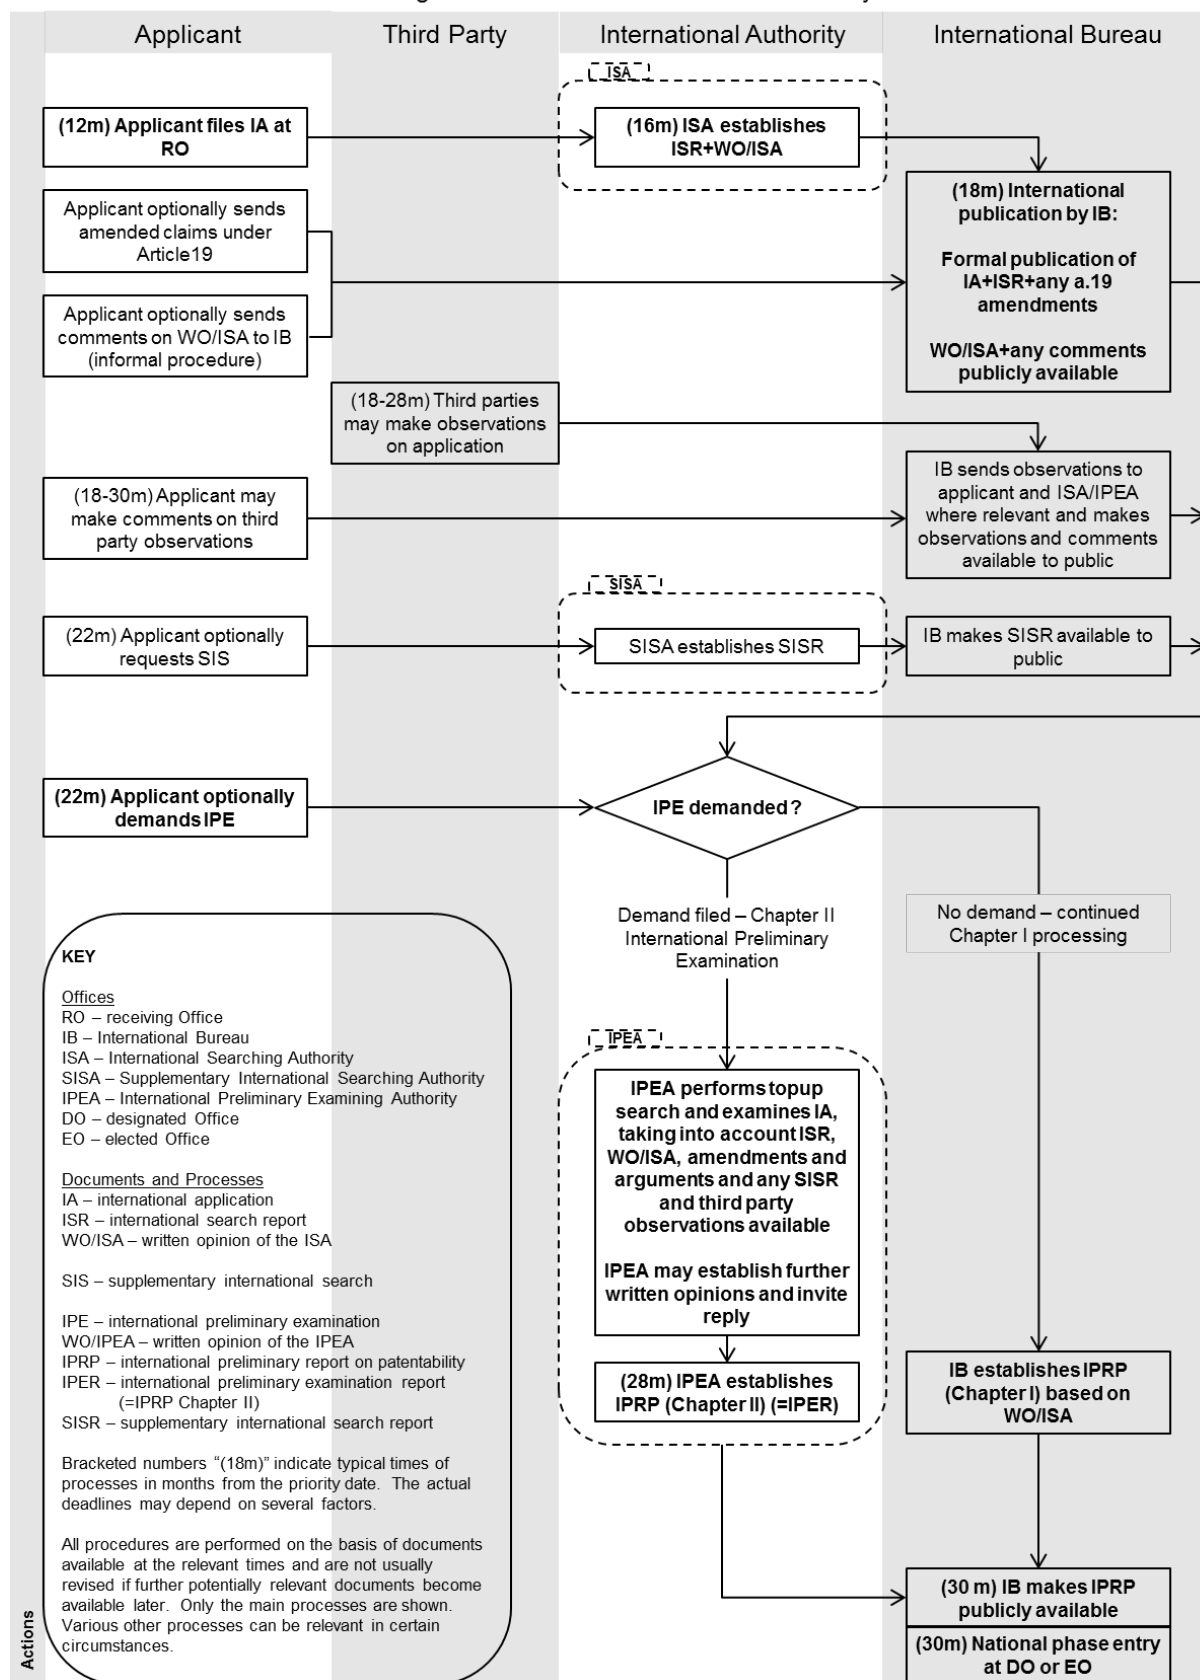 Applicant
Third Party
International Authority
International Bureau
ISA
(12m) Applicant files IA at
RO
(16m) ISA establishes
ISR+WO/ISA
Applicant optionally sends
amended claims under
Article19
Applicant optionally sends
comments on WO/ISA to IB
(informal procedure)
(18m) International
publication by IB:
Formal publication of
IA+ISR+any a.19
amendments
WO/ISA+any comments
publicly available
(18-28m) Third parties
may make observations
on application
(18-30m) Applicant may
make comments on third
party observations
IB sends observations to
applicant and ISA/IPEA
where relevant and makes
observations and comments
available to public
SISA
(22m) Applicant optionally
requests SIS
SISA establishes SISR
IB makes SISR available to
public
(22m) Applicant optionally
demands IPE
IPE demanded?
Demand filed – Chapter II
International Preliminary
Examination
No demand – continued
Chapter I processing
KEY
Offices
RO – receiving Office
IB – International Bureau
ISA – International Searching Authority
SISA – Supplementary International Searching Authority
IPEA – International Preliminary Examining Authority
DO – designated Office
EO – elected Office
Documents and Processes
IA – international application
ISR – international search report
WO/ISA – written opinion of the ISA
SIS – supplementary international search
IPE – international preliminary examination
WO/IPEA – written opinion of the IPEA
IPRP – international preliminary report on patentability
IPER – international preliminary examination report
(=IPRP Chapter II)
SISR – supplementary international search report
Bracketed numbers “(18m)” indicate typical times of
processes in months from the priority date. The actual
deadlines may depend on several factors.
All procedures are performed on the basis of documents
available at the relevant times and are not usually
revised if further potentially relevant documents become
available later. Only the main processes are shown.
Various other processes can be relevant in certain
circumstances.
IPEA
IPEA performs topup
search and examines IA,
taking into account ISR,
WO/ISA, amendments and
arguments and any SISR
and third party
observations available
IPEA may establish further
written opinions and invite
reply
(28m) IPEA establishes
IPRP (Chapter II) (=IPER)
IB establishes IPRP
(Chapter I) based on
WO/ISA
(30 m) IB makes IPRP
publicly available
(30m) National phase entry
at DO or EO
Actions